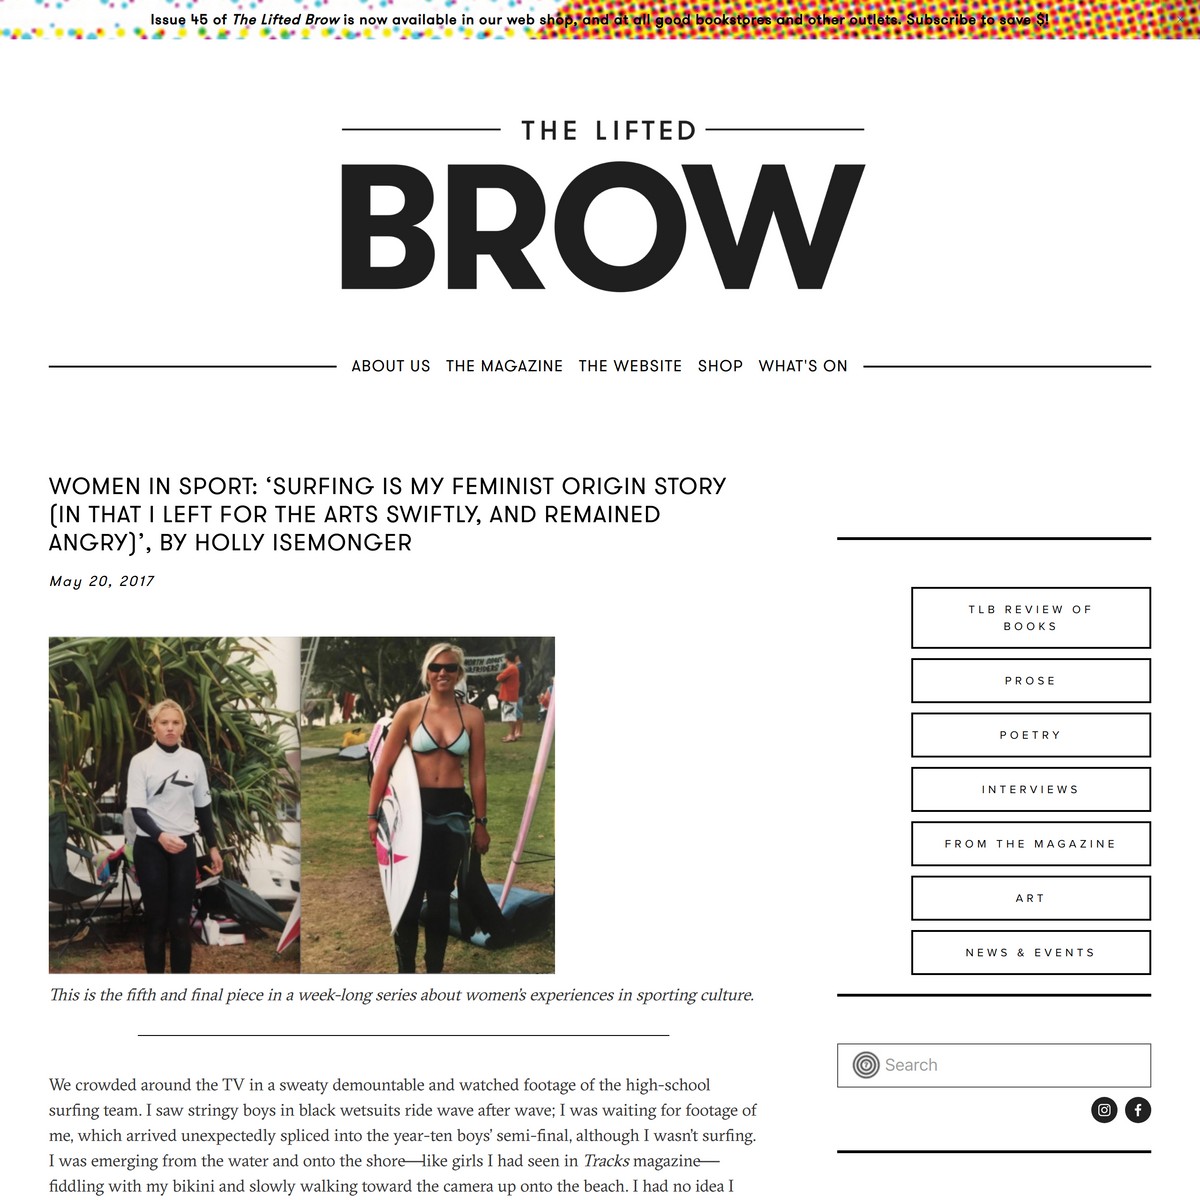 Issue 45 of The Lifted Brow is now available in our web shop, and at all good bookstores and other outlets. Subscribe to save $!
THE LIFTED
BROW
ABOUT US THE MAGAZINE THE WEBSITE SHOP WHAT'S ON
WOMEN IN SPORT: ‘SURFING IS MY FEMINIST ORIGIN STORY
(IN THAT I LEFT FOR THE ARTS SWIFTLY, AND REMAINED
ANGRY)’, BY HOLLY ISEMONGER
May 20, 2017
This is the fifth and final piece in a week-long series about women’s experiences in sporting culture.
We crowded around the TV in a sweaty demountable and watched footage of the high-school
surfing team. I saw stringy boys in black wetsuits ride wave after wave; I was waiting for footage of
me, which arrived unexpectedly spliced into the year-ten boys’ semi-final, although I wasn’t surfing.
I was emerging from the water and onto the shore—like girls I had seen in Tracks magazine—
fiddling with my bikini and slowly walking toward the camera up onto the beach. I had no idea I
TLB REVIEW OF
BOOKS
PROSE
POETRY
INTERVIEWS
FROM THE MAGAZINE
ART
NEWS & EVENTS
Search